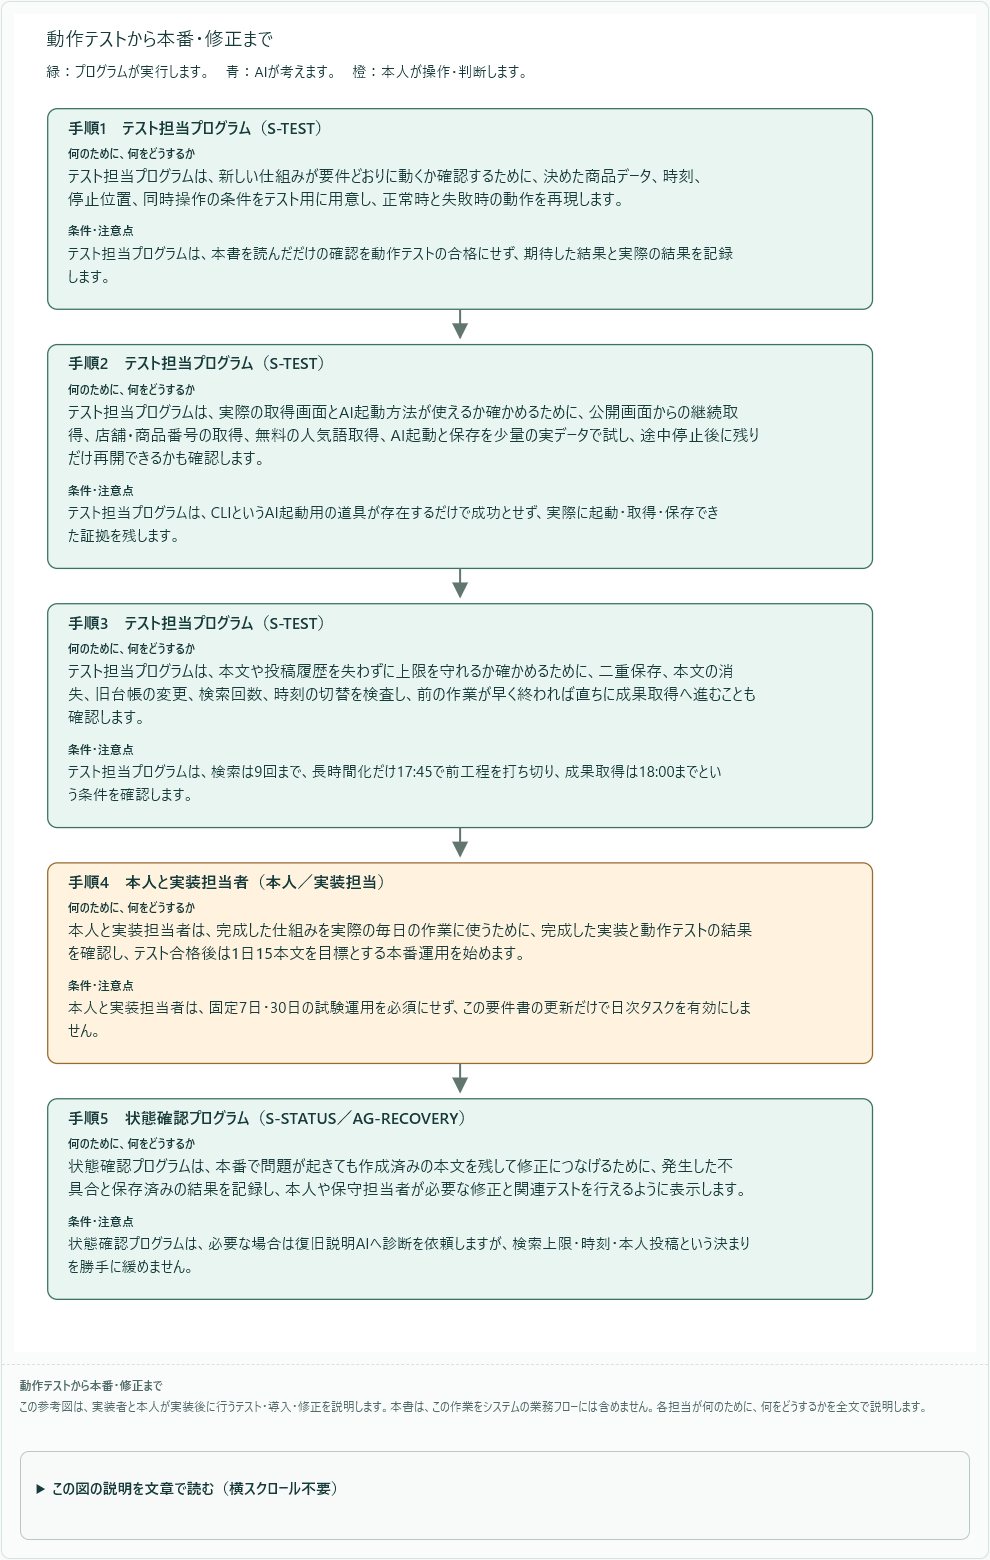 動作テストから本番・修正まで
緑：プログラムが実行します。　青：AIが考えます。　橙：本人が操作・判断します。
手順1　テスト担当プログラム（S-TEST）
何のために、何をどうするか
テスト担当プログラムは、新しい仕組みが要件どおりに動くか確認するために、決めた商品データ、時刻、
停止位置、同時操作の条件をテスト用に用意し、正常時と失敗時の動作を再現します。
条件・注意点
テスト担当プログラムは、本書を読んだだけの確認を動作テストの合格にせず、期待した結果と実際の結果を記録
します。
手順2　テスト担当プログラム（S-TEST）
何のために、何をどうするか
テスト担当プログラムは、実際の取得画面とAI起動方法が使えるか確かめるために、公開画面からの継続取
得、店舗・商品番号の取得、無料の人気語取得、AI起動と保存を少量の実データで試し、途中停止後に残り
だけ再開できるかも確認します。
条件・注意点
テスト担当プログラムは、CLIというAI起動用の道具が存在するだけで成功とせず、実際に起動・取得・保存でき
た証拠を残します。
手順3　テスト担当プログラム（S-TEST）
何のために、何をどうするか
テスト担当プログラムは、本文や投稿履歴を失わずに上限を守れるか確かめるために、二重保存、本文の消
失、旧台帳の変更、検索回数、時刻の切替を検査し、前の作業が早く終われば直ちに成果取得へ進むことも
確認します。
条件・注意点
テスト担当プログラムは、検索は9回まで、長時間化だけ17:45で前工程を打ち切り、成果取得は18:00までとい
う条件を確認します。
手順4　本人と実装担当者（本人／実装担当）
何のために、何をどうするか
本人と実装担当者は、完成した仕組みを実際の毎日の作業に使うために、完成した実装と動作テストの結果
を確認し、テスト合格後は1日15本文を目標とする本番運用を始めます。
条件・注意点
本人と実装担当者は、固定7日・30日の試験運用を必須にせず、この要件書の更新だけで日次タスクを有効にしま
せん。
手順5　状態確認プログラム（S-STATUS／AG-RECOVERY）
何のために、何をどうするか
状態確認プログラムは、本番で問題が起きても作成済みの本文を残して修正につなげるために、発生した不
具合と保存済みの結果を記録し、本人や保守担当者が必要な修正と関連テストを行えるように表示します。
条件・注意点
状態確認プログラムは、必要な場合は復旧説明AIへ診断を依頼しますが、検索上限・時刻・本人投稿という決まり
を勝手に緩めません。
動作テストから本番・修正まで
この参考図は、実装者と本人が実装後に行うテスト・導入・修正を説明します。本書は、この作業をシステムの業務フローには含めません。各担当が何のために、何をどうするかを全文で説明します。
▶ この図の説明を文章で読む（横スクロール不要）